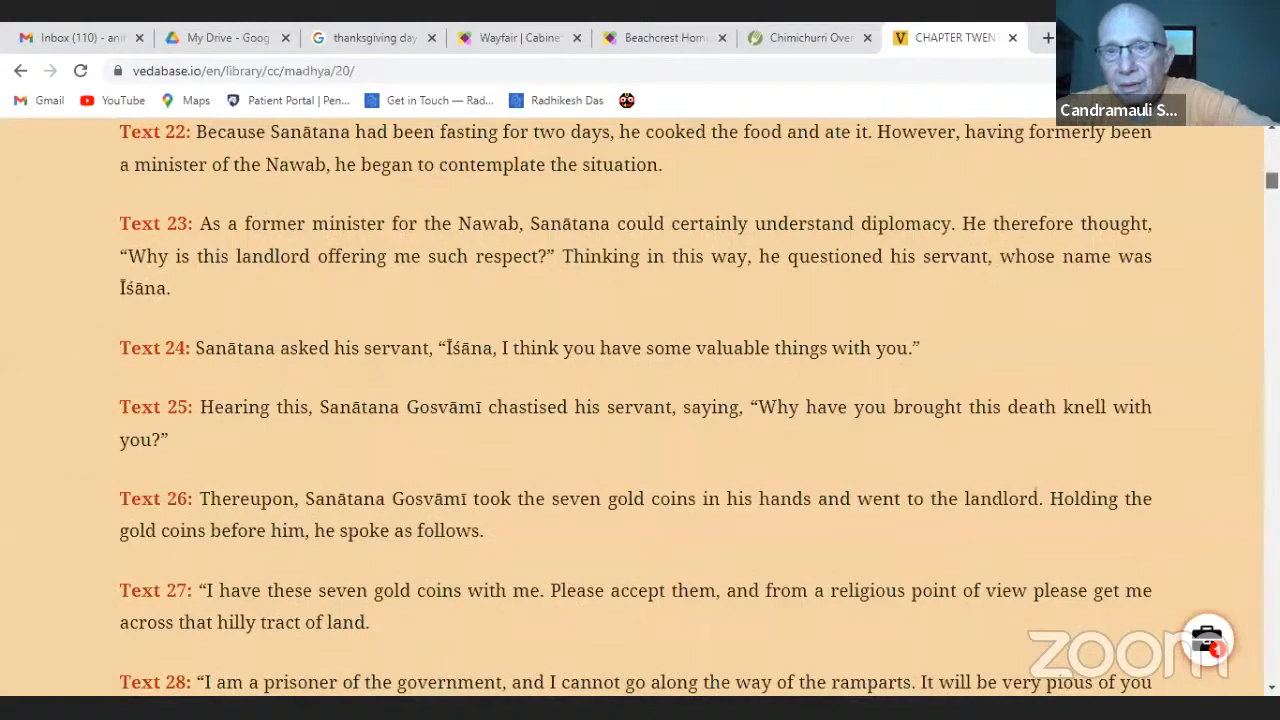 Inbox (110) - ani
My Drive - Goog
thanksgiving day
Wayfair | Cabine
Beachcrest Hom
Chimichurri Over
CHAPTER TWEN
vedabase.io/en/library/cc/madhya/20/
Gmail
YouTube
Maps
Patient Portal | Pen...
Get in Touch — Rad...
Radhikesh Das
Candramauli S...
Text 22: Because Sanātana had been fasting for two days, he cooked the food and ate it. However, having formerly been
a minister of the Nawab, he began to contemplate the situation.
Text 23: As a former minister for the Nawab, Sanātana could certainly understand diplomacy. He therefore thought,
“Why is this landlord offering me such respect?” Thinking in this way, he questioned his servant, whose name was
Īśāna.
Text 24: Sanātana asked his servant, “Īśāna, I think you have some valuable things with you.”
Text 25: Hearing this, Sanātana Gosvāmī chastised his servant, saying, “Why have you brought this death knell with
you?”
Text 26: Thereupon, Sanātana Gosvāmī took the seven gold coins in his hands and went to the landlord. Holding the
gold coins before him, he spoke as follows.
Text 27: “I have these seven gold coins with me. Please accept them, and from a religious point of view please get me
across that hilly tract of land.
Text 28: “I am a prisoner of the government, and I cannot go along the way of the ramparts. It will be very pious of you
zoom